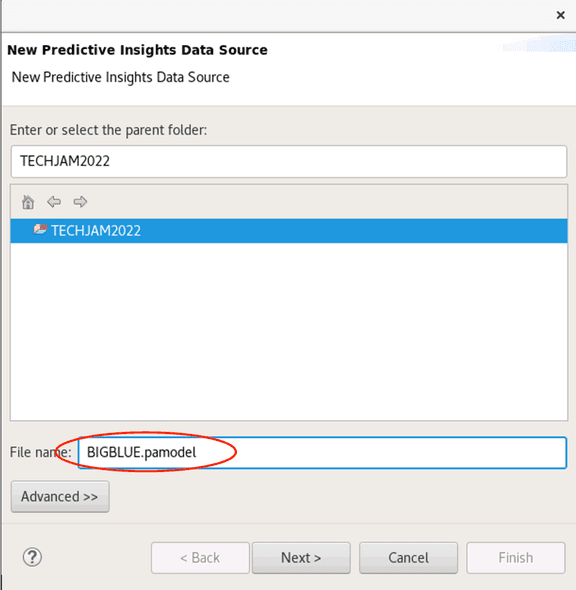 New Predictive Insights Data Source
New Predictive Insights Data Source
Enter or select the parent folder:
TECHJAM2022
TECHJAM2022
File name: BIGBLUE.pamodel
Advanced >>
< Back Next > Cancel Finish